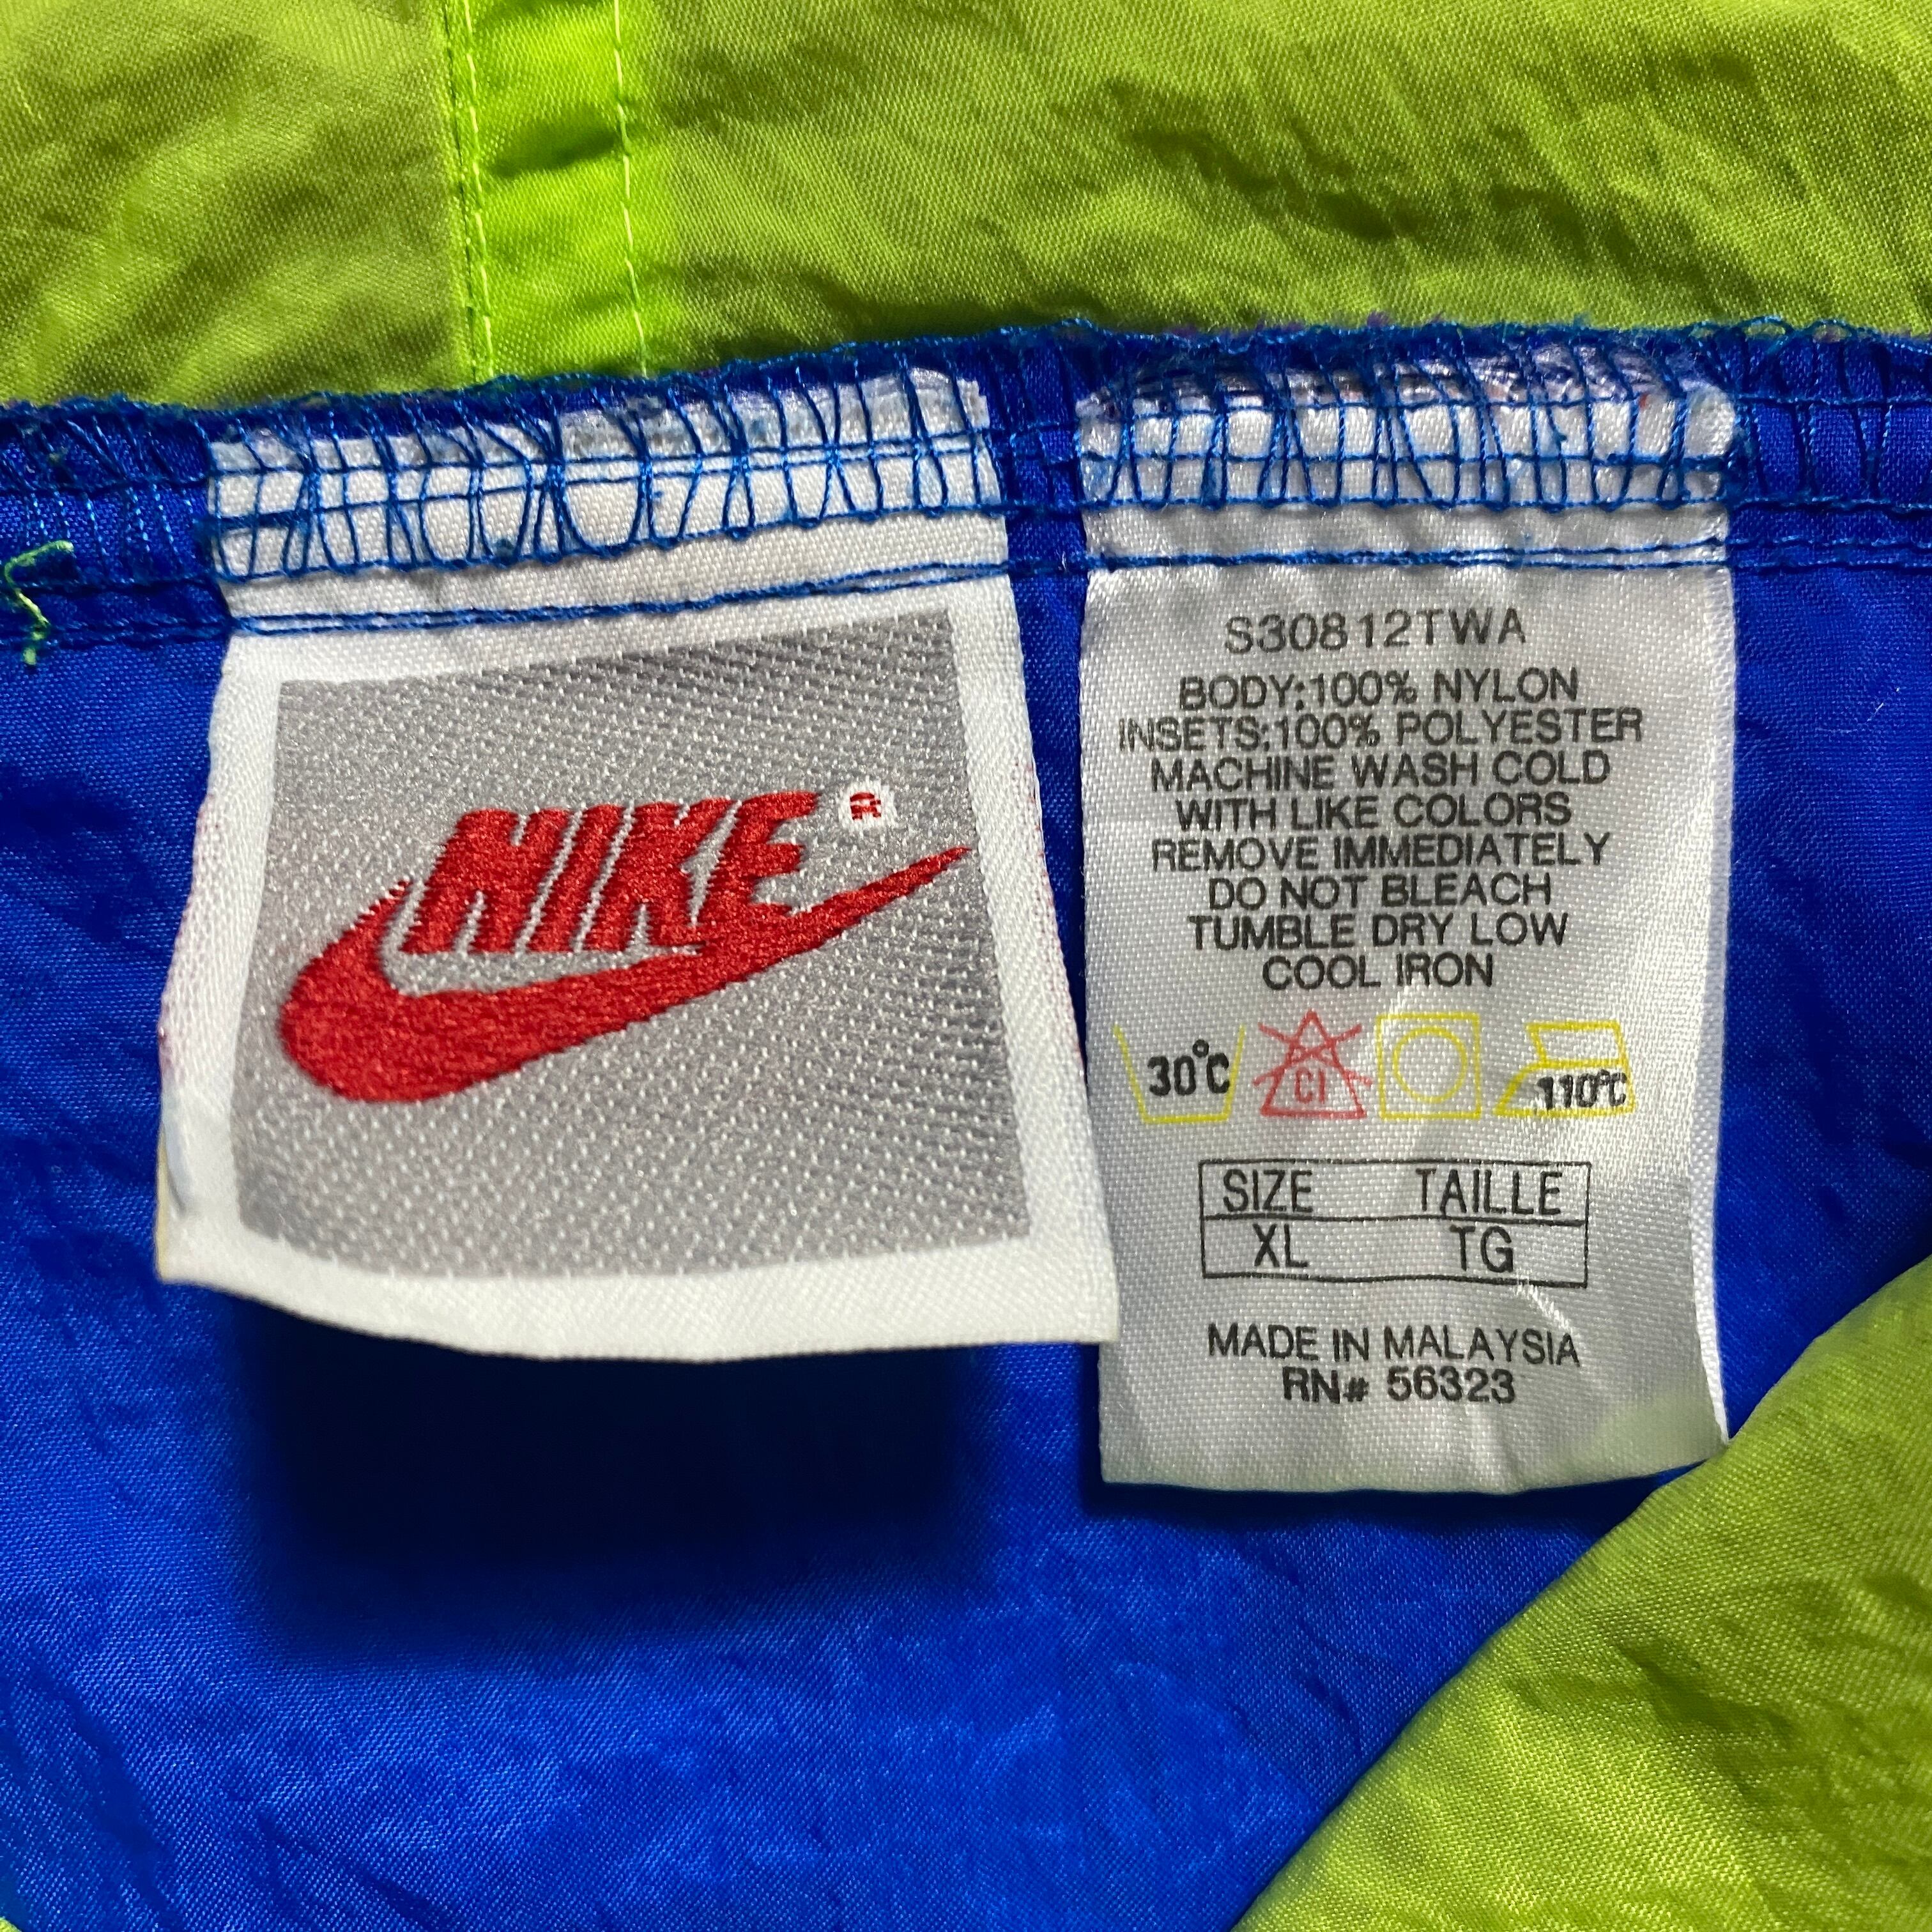 NIKE®
S30812TWA
BODY:100% NYLON
INSETS:100% POLYESTER
MACHINE WASH COLD
WITH LIKE COLORS
REMOVE IMMEDIATELY
DO NOT BLEACH
TUMBLE DRY LOW
COOL IRON
30°C Cl 110°C
SIZE TAILLE
XL TG
MADE IN MALAYSIA
RN# 56323